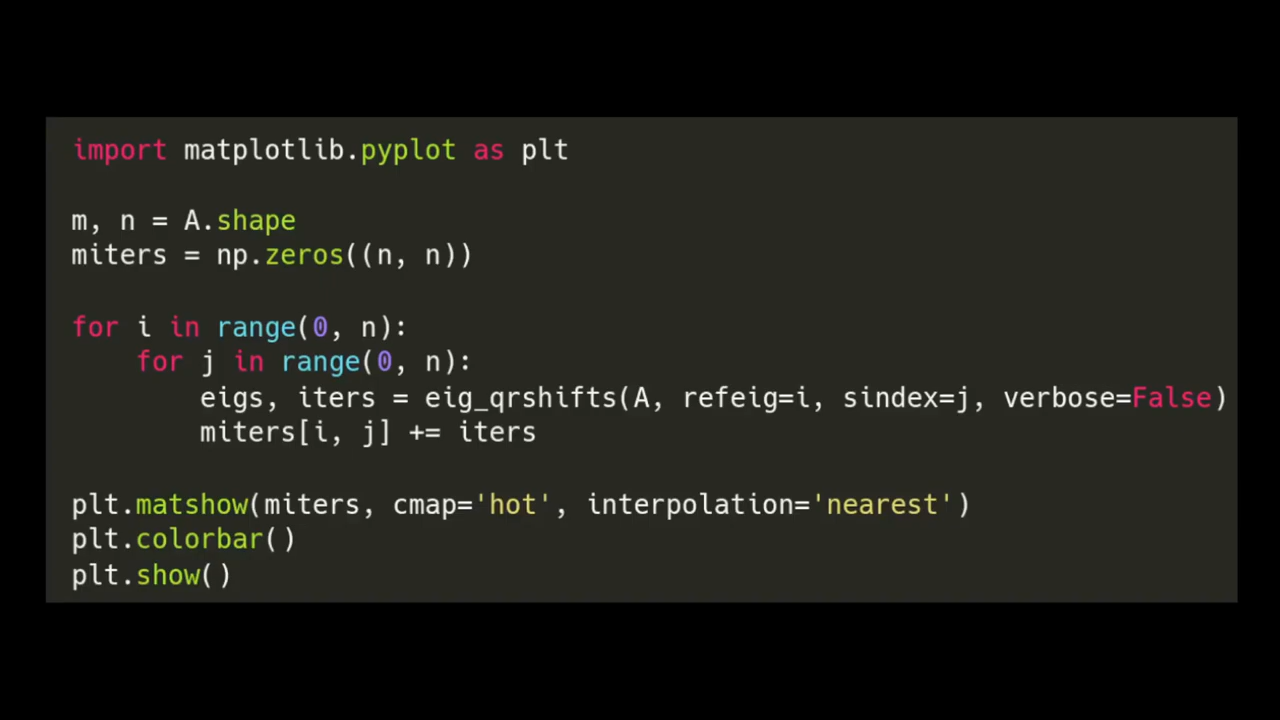 import matplotlib.pyplot as plt
m, n = A.shape
miters = np.zeros((n, n))
for i in range(0, n):
    for j in range(0, n):
        eigs, iters = eig_qrshifts(A, refeig=i, sindex=j, verbose=False)
        miters[i, j] += iters
plt.matshow(miters, cmap='hot', interpolation='nearest')
plt.colorbar()
plt.show()